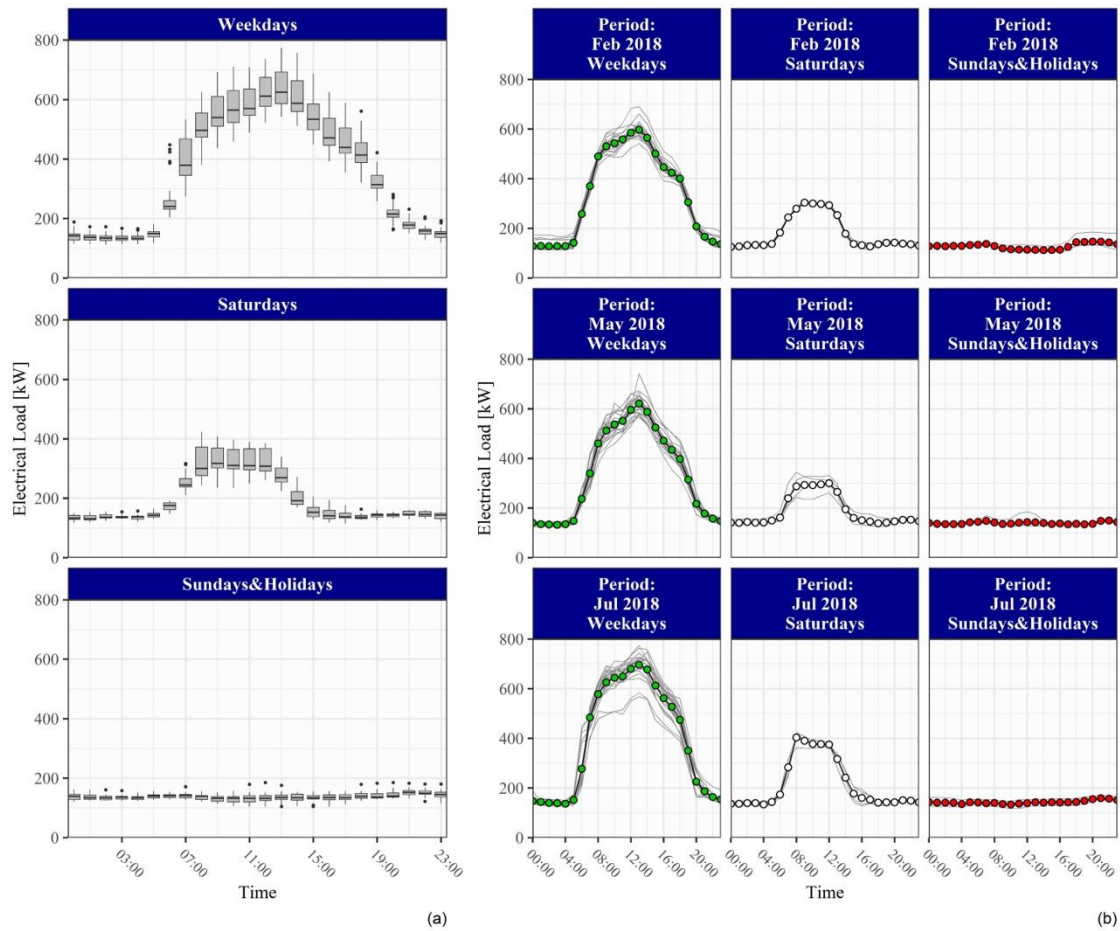 Weekdays
800
600
400
200
0
Saturdays
800
600
400
200
0
Sundays&Holidays
800
600
400
200
0
03:00
07:00
11:00
15:00
19:00
23:00
Time
Electrical Load [kW]
(a)
Period:
Feb 2018
Weekdays
Period:
Feb 2018
Saturdays
Period:
Feb 2018
Sundays&Holidays
800
600
400
200
0
Period:
May 2018
Weekdays
Period:
May 2018
Saturdays
Period:
May 2018
Sundays&Holidays
800
600
400
200
0
Period:
Jul 2018
Weekdays
Period:
Jul 2018
Saturdays
Period:
Jul 2018
Sundays&Holidays
800
600
400
200
0
00:00
04:00
08:00
12:00
16:00
20:00
00:00
04:00
08:00
12:00
16:00
20:00
00:00
04:00
08:00
12:00
16:00
20:00
Time
Electrical Load [kW]
(b)